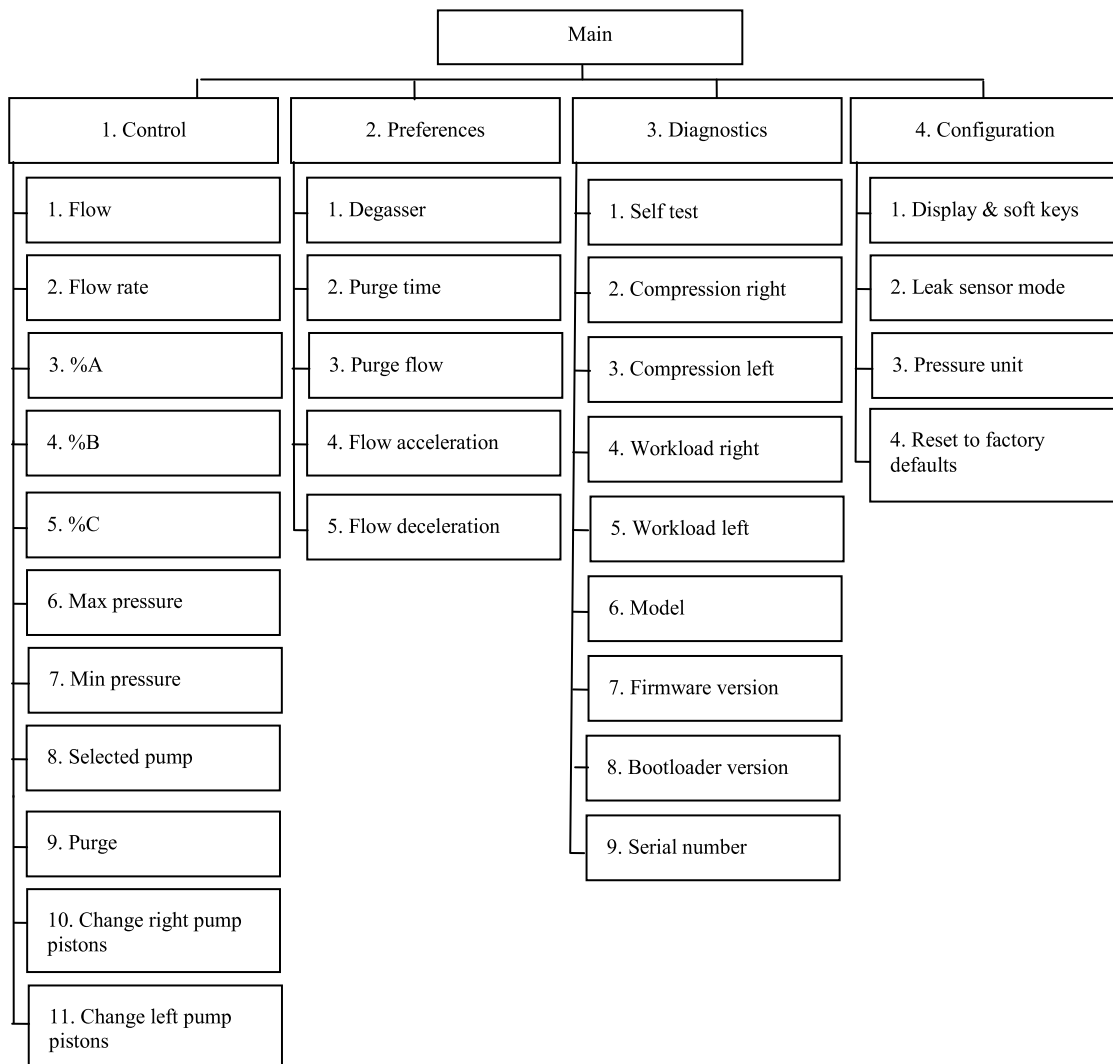 Main
1. Control
1. Flow
2. Flow rate
3. %A
4. %B
5. %C
6. Max pressure
7. Min pressure
8. Selected pump
9. Purge
10. Change right pump
pistons
11. Change left pump
pistons
2. Preferences
1. Degasser
2. Purge time
3. Purge flow
4. Flow acceleration
5. Flow deceleration
3. Diagnostics
1. Self test
2. Compression right
3. Compression left
4. Workload right
5. Workload left
6. Model
7. Firmware version
8. Bootloader version
9. Serial number
4. Configuration
1. Display & soft keys
2. Leak sensor mode
3. Pressure unit
4. Reset to factory
defaults